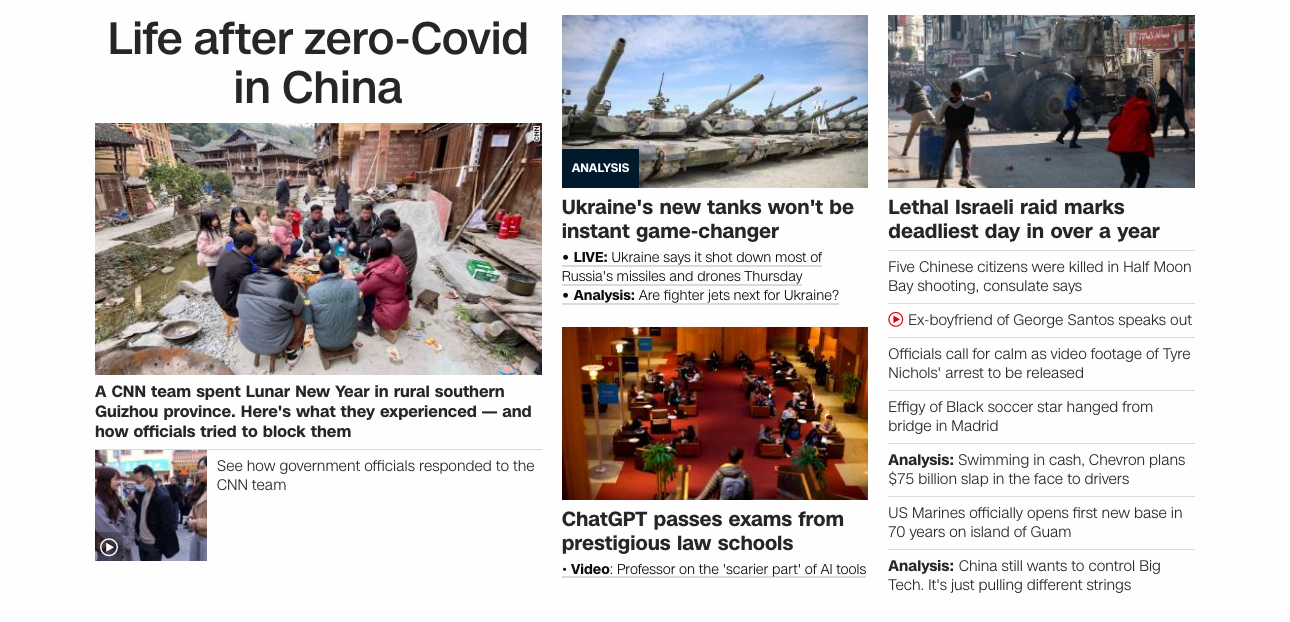 Life after zero-Covid
in China
CNN
A CNN team spent Lunar New Year in rural southern
Guizhou province. Here's what they experienced — and
how officials tried to block them
See how government officials responded to the
CNN team
ANALYSIS
Ukraine's new tanks won't be
instant game-changer
• LIVE: Ukraine says it shot down most of
Russia's missiles and drones Thursday
• Analysis: Are fighter jets next for Ukraine?
ChatGPT passes exams from
prestigious law schools
• Video: Professor on the 'scarier part' of AI tools
Lethal Israeli raid marks
deadliest day in over a year
Five Chinese citizens were killed in Half Moon
Bay shooting, consulate says
Ex-boyfriend of George Santos speaks out
Officials call for calm as video footage of Tyre
Nichols' arrest to be released
Effigy of Black soccer star hanged from
bridge in Madrid
Analysis: Swimming in cash, Chevron plans
$75 billion slap in the face to drivers
US Marines officially opens first new base in
70 years on island of Guam
Analysis: China still wants to control Big
Tech. It's just pulling different strings